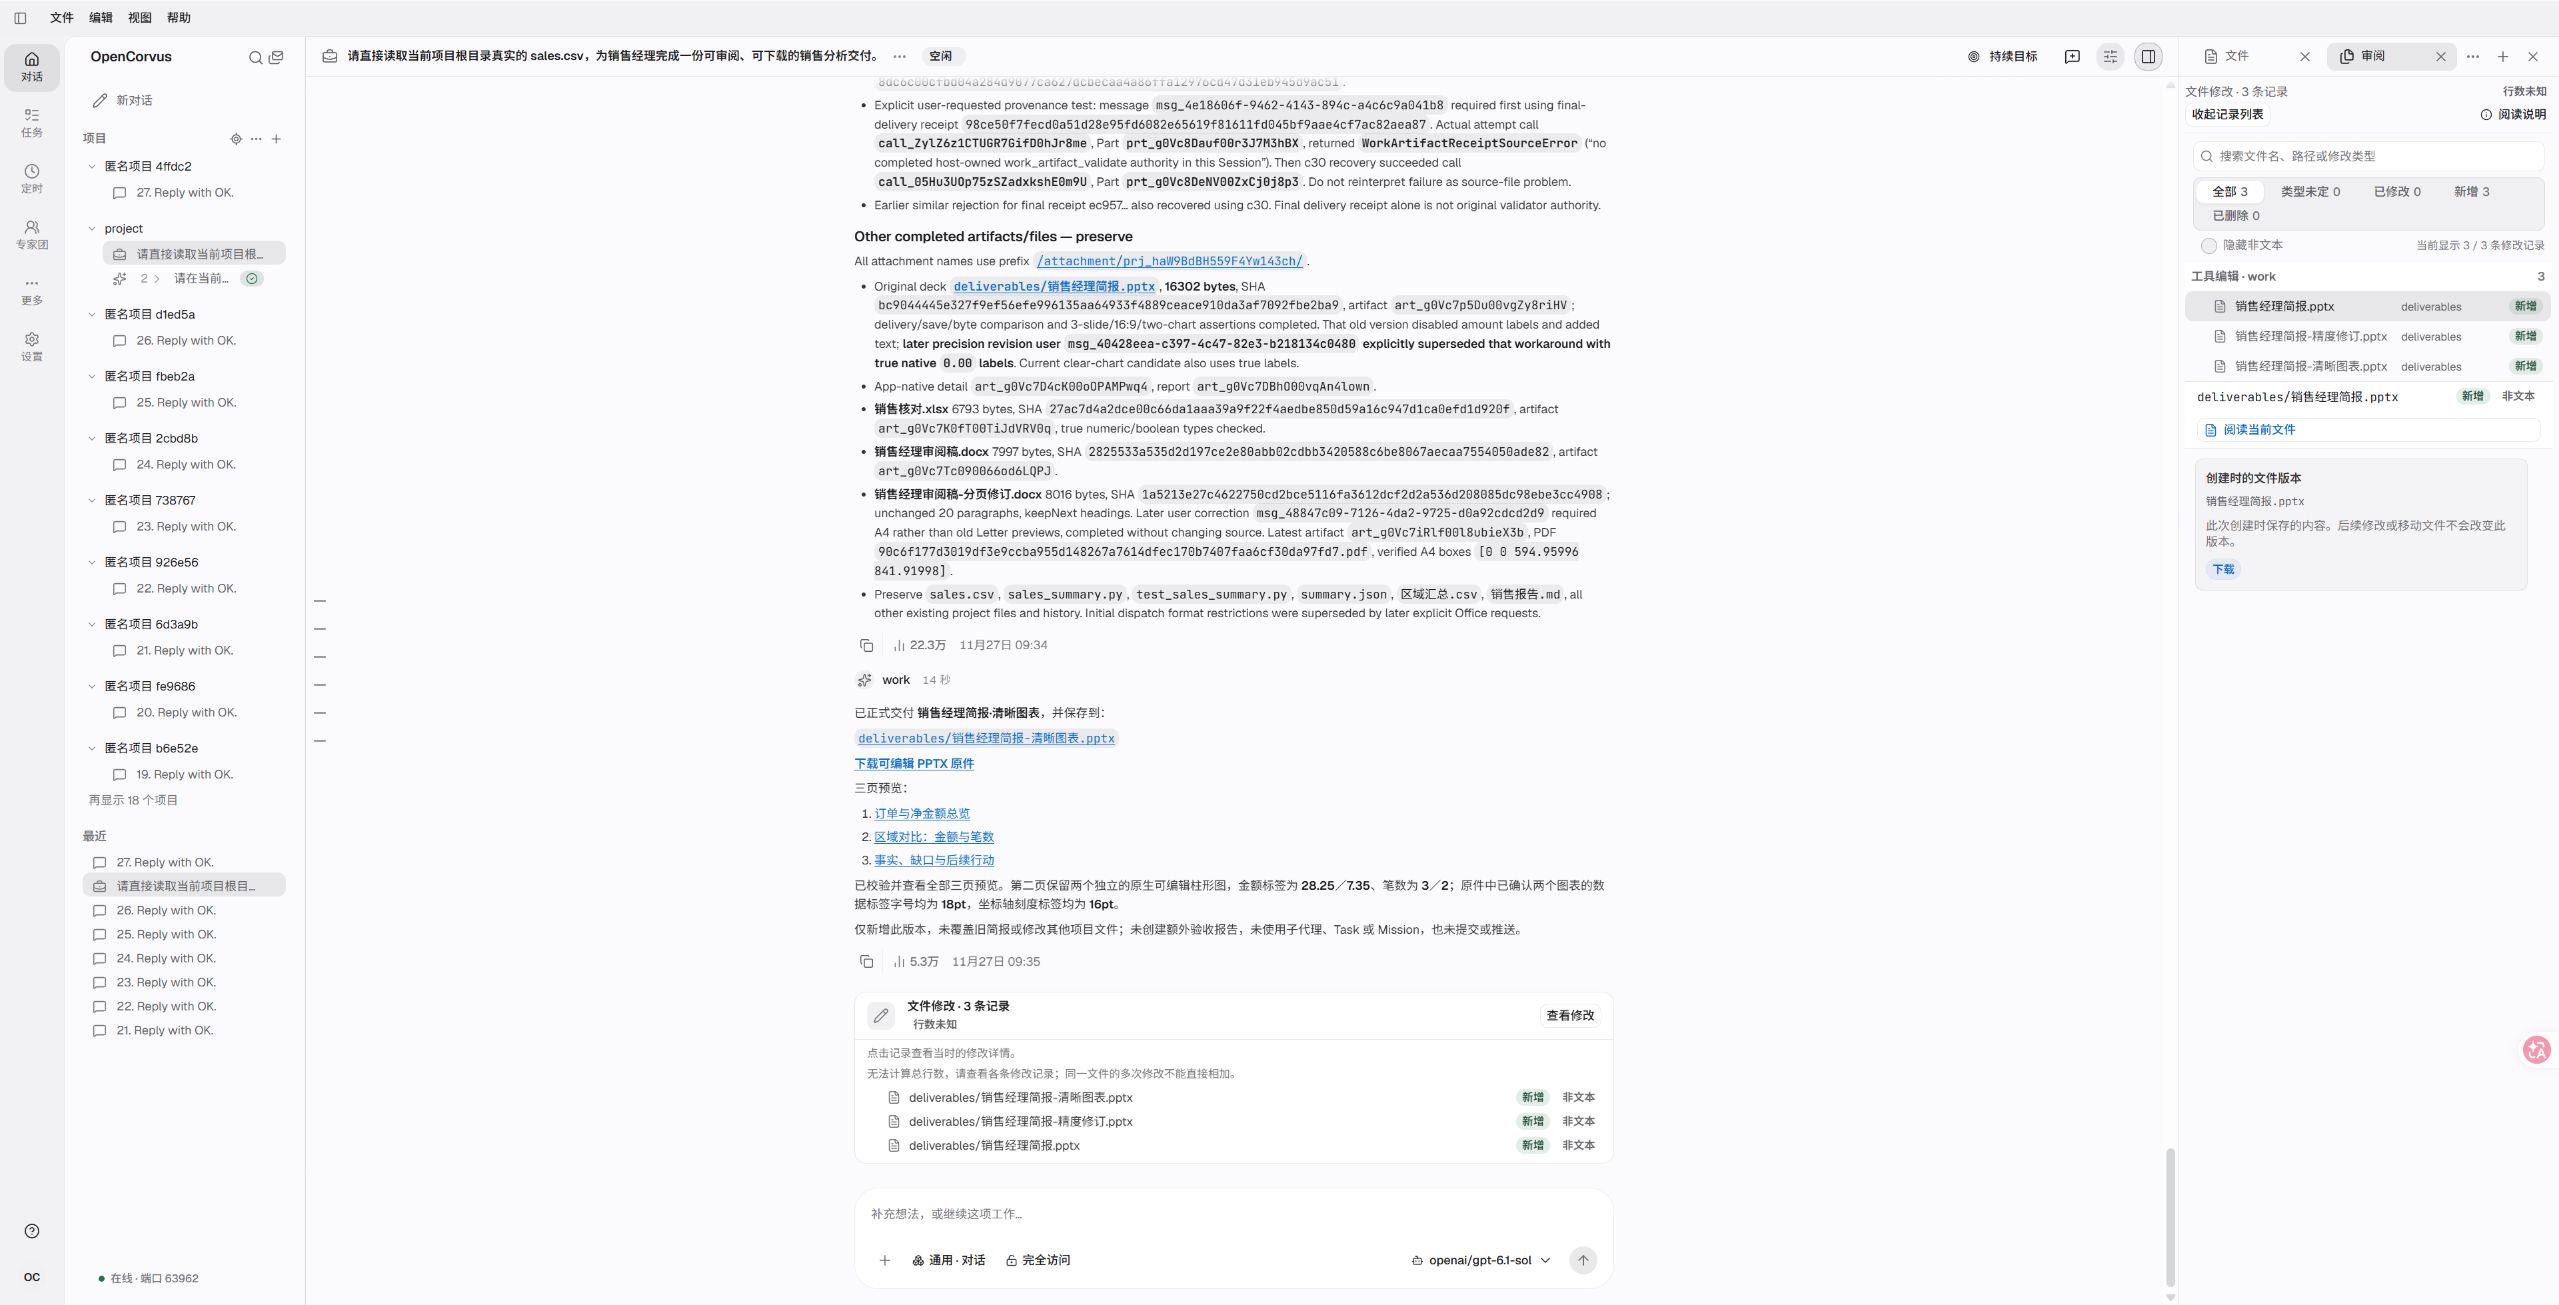 文件 编辑 视图 帮助
对话
任务
定时
专家团
更多
设置
OC
OpenCorvus
新对话
项目
匿名项目 4ffdc2
27. Reply with OK.
project
请直接读取当前项目根...
2 请在当前...
匿名项目 d1ed5a
26. Reply with OK.
匿名项目 fbeb2a
25. Reply with OK.
匿名项目 2cbd8b
24. Reply with OK.
匿名项目 738767
23. Reply with OK.
匿名项目 926e56
22. Reply with OK.
匿名项目 6d3a9b
21. Reply with OK.
匿名项目 fe9686
20. Reply with OK.
匿名项目 b6e52e
19. Reply with OK.
再显示 18 个项目
最近
27. Reply with OK.
请直接读取当前项目根目...
26. Reply with OK.
25. Reply with OK.
24. Reply with OK.
23. Reply with OK.
22. Reply with OK.
21. Reply with OK.
在线 · 端口 63962
请直接读取当前项目根目录真实的 sales.csv，为销售经理完成一份可审阅、可下载的销售分析交付。 ··· 空闲
持续目标
• Explicit user-requested provenance test: message msg_4e18606f-9462-4143-894c-a4c6c9a041b8 required first using final-
delivery receipt 98ce50f7fecd0a51d28e95fd6082e65619f81611fd045bf9aae4cf7ac82aea87. Actual attempt call
call_ZylZ6z1CTUGR7GifD0hJr8me, Part prt_g0Vc8Dauf00r3J7M3hBX, returned WorkArtifactReceiptSourceError (“no
completed host-owned work_artifact_validate authority in this Session”). Then c30 recovery succeeded call
call_05Hu3UOp75zSZadxkshE0m9U, Part prt_g0Vc8DeNV00ZxCj0j8p3. Do not reinterpret failure as source-file problem.
• Earlier similar rejection for final receipt ec957… also recovered using c30. Final delivery receipt alone is not original validator authority.
Other completed artifacts/files — preserve
All attachment names use prefix /attachment/prj_haW9BdBH559F4Yw143ch/.
• Original deck deliverables/销售经理简报.pptx, 16302 bytes, SHA
bc9044445e327f9ef56efe996135aa64933f4889ceace910da3af7092fbe2ba9, artifact art_g0Vc7p5Du00vgZy8riHV;
delivery/save/byte comparison and 3-slide/16:9/two-chart assertions completed. That old version disabled amount labels and added
text; later precision revision user msg_40428eea-c397-4c47-82e3-b218134c0480 explicitly superseded that workaround with
true native 0.00 labels. Current clear-chart candidate also uses true labels.
• App-native detail art_g0Vc7D4cK00oOPAMPwq4, report art_g0Vc7DBhO00vqAn4lown.
• 销售核对.xlsx 6793 bytes, SHA 27ac7d4a2dce00c66da1aaa39a9f22f4aedbe850d59a16c947d1ca0efd1d920f, artifact
art_g0Vc7K0fT00TiJdVRV0q, true numeric/boolean types checked.
• 销售经理审阅稿.docx 7997 bytes, SHA 2825533a535d2d197ce2e80abb02cdbb3420588c6be8067aecaa7554050ade82, artifact
art_g0Vc7Tc090066od6LQPJ.
• 销售经理审阅稿-分页修订.docx 8016 bytes, SHA 1a5213e27c4622750cd2bce5116fa3612dcf2d2a536d208085dc98ebe3cc4908;
unchanged 20 paragraphs, keepNext headings. Later user correction msg_48847c09-7126-4da2-9725-d0a92cdcd2d9 required
A4 rather than old Letter previews, completed without changing source. Latest artifact art_g0Vc7iRlf00l8ubieX3b, PDF
90c6f177d3019df3e9ccba955d148267a7614dfec170b7407faa6cf30da97fd7.pdf, verified A4 boxes [0 0 594.95996
841.91998].
• Preserve sales.csv, sales_summary.py, test_sales_summary.py, summary.json, 区域汇总.csv, 销售报告.md, all
other existing project files and history. Initial dispatch format restrictions were superseded by later explicit Office requests.
22.3万 11月27日 09:34
work 14 秒
已正式交付 销售经理简报·清晰图表，并保存到：
deliverables/销售经理简报-清晰图表.pptx
下载可编辑 PPTX 原件
三页预览：
1. 订单与净金额总览
2. 区域对比：金额与笔数
3. 事实、缺口与后续行动
已校验并查看全部三页预览。第二页保留两个独立的原生可编辑柱形图，金额标签为 28.25／7.35、笔数为 3／2；原件中已确认两个图表的数
据标签字号均为 18pt，坐标轴刻度标签均为 16pt。
仅新增此版本，未覆盖旧简报或修改其他项目文件；未创建额外验收报告，未使用子代理、Task 或 Mission，也未提交或推送。
5.3万 11月27日 09:35
文件修改 · 3 条记录
行数未知
查看修改
点击记录查看当时的修改详情。
无法计算总行数，请查看各条修改记录；同一文件的多次修改不能直接相加。
deliverables/销售经理简报-清晰图表.pptx 新增 非文本
deliverables/销售经理简报-精度修订.pptx 新增 非文本
deliverables/销售经理简报.pptx 新增 非文本
补充想法，或继续这项工作...
通用 · 对话 完全访问 openai/gpt-6.1-sol
文件 审阅
文件修改 · 3 条记录 行数未知
收起记录列表 阅读说明
搜索文件名、路径或修改类型
全部 3 类型未定 0 已修改 0 新增 3
已删除 0
隐藏非文本 当前显示 3 / 3 条修改记录
工具编辑 · work 3
销售经理简报.pptx deliverables 新增
销售经理简报-精度修订.pptx deliverables 新增
销售经理简报-清晰图表.pptx deliverables 新增
deliverables/销售经理简报.pptx 新增 非文本
阅读当前文件
创建时的文件版本
销售经理简报.pptx
此次创建时保存的内容。后续修改或移动文件不会改变此
版本。
下载